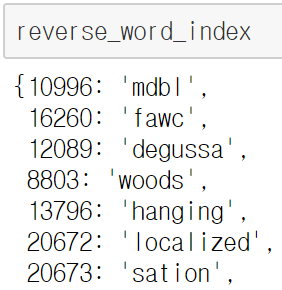 reverse_word_index
{10996: 'mdbl',
16260: 'fawc',
12089: 'degussa',
8803: 'woods',
13796: 'hanging',
20672: 'localized',
20673: 'sation',